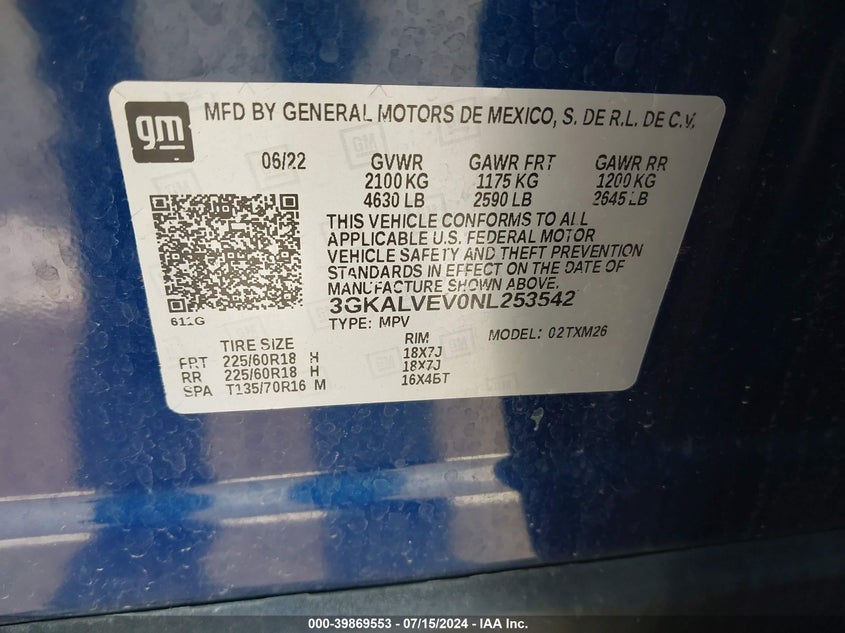 gm
MFD BY GENERAL MOTORS DE MEXICO, S. DE R.L. DE C.V.
06/22 GVWR GAWR FRT GAWR RR
2100 KG 1175 KG 1200 KG
4630 LB 2590 LB 2645 LB
THIS VEHICLE CONFORMS TO ALL
APPLICABLE U.S. FEDERAL MOTOR
VEHICLE SAFETY AND THEFT PREVENTION
STANDARDS IN EFFECT ON THE DATE OF
MANUFACTURE SHOWN ABOVE.
611G
3GKALVEV0NL253542
TYPE: MPV MODEL: 02TXM26
TIRE SIZE RIM
FRT 225/60R18 H 18X7J
RR 225/60R18 H 18X7J
SPA T135/70R16 M 16X4BT
000-39869553 - 07/15/2024 - IAA Inc.